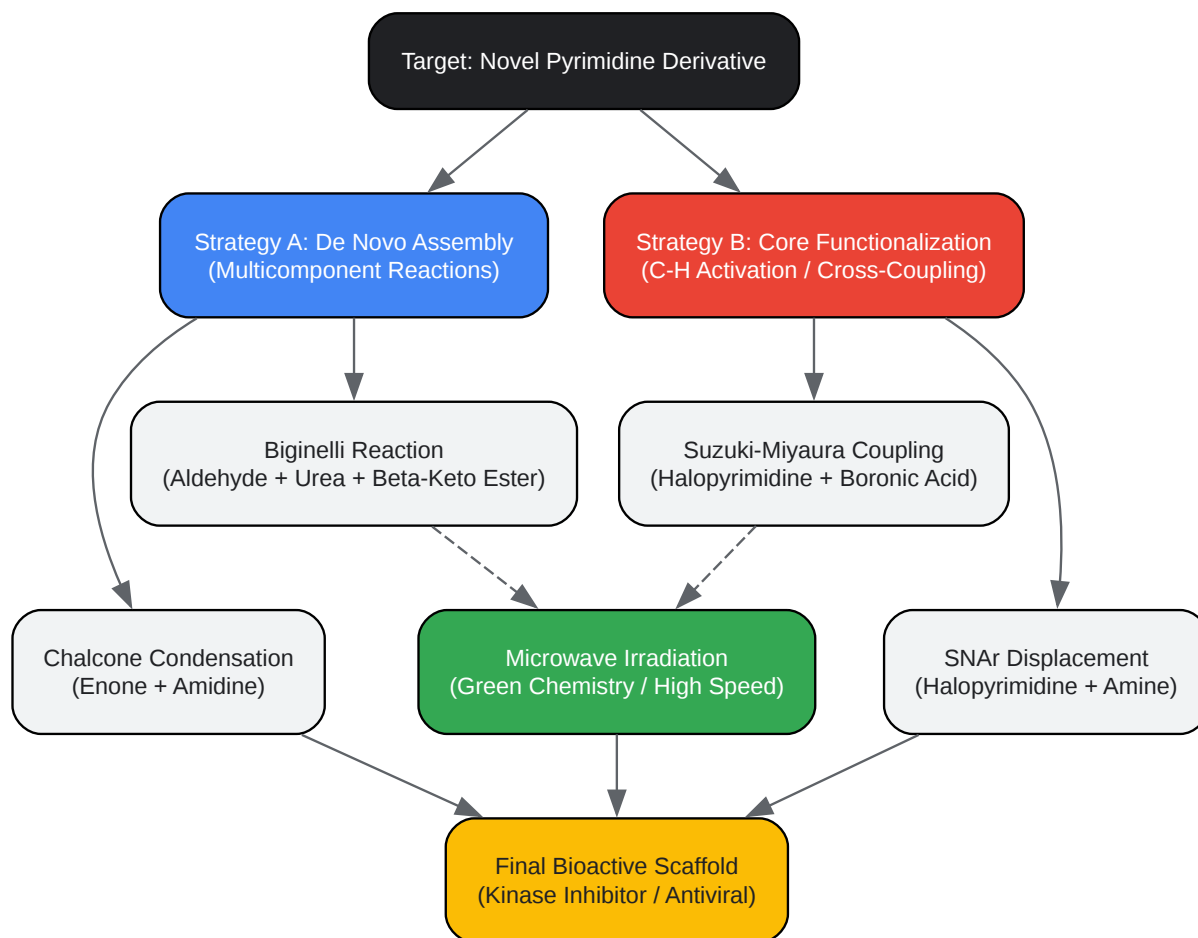 Target: Novel Pyrimidine Derivative
Strategy A: De Novo Assembly
(Multicomponent Reactions)
Strategy B: Core Functionalization
(C-H Activation / Cross-Coupling)
Biginelli Reaction
(Aldehyde + Urea + Beta-Keto Ester)
Suzuki-Miyaura Coupling
(Halopyrimidine + Boronic Acid)
Chalcone Condensation
(Enone + Amidine)
Microwave Irradiation
(Green Chemistry / High Speed)
SNAr Displacement
(Halopyrimidine + Amine)
Final Bioactive Scaffold
(Kinase Inhibitor / Antiviral)